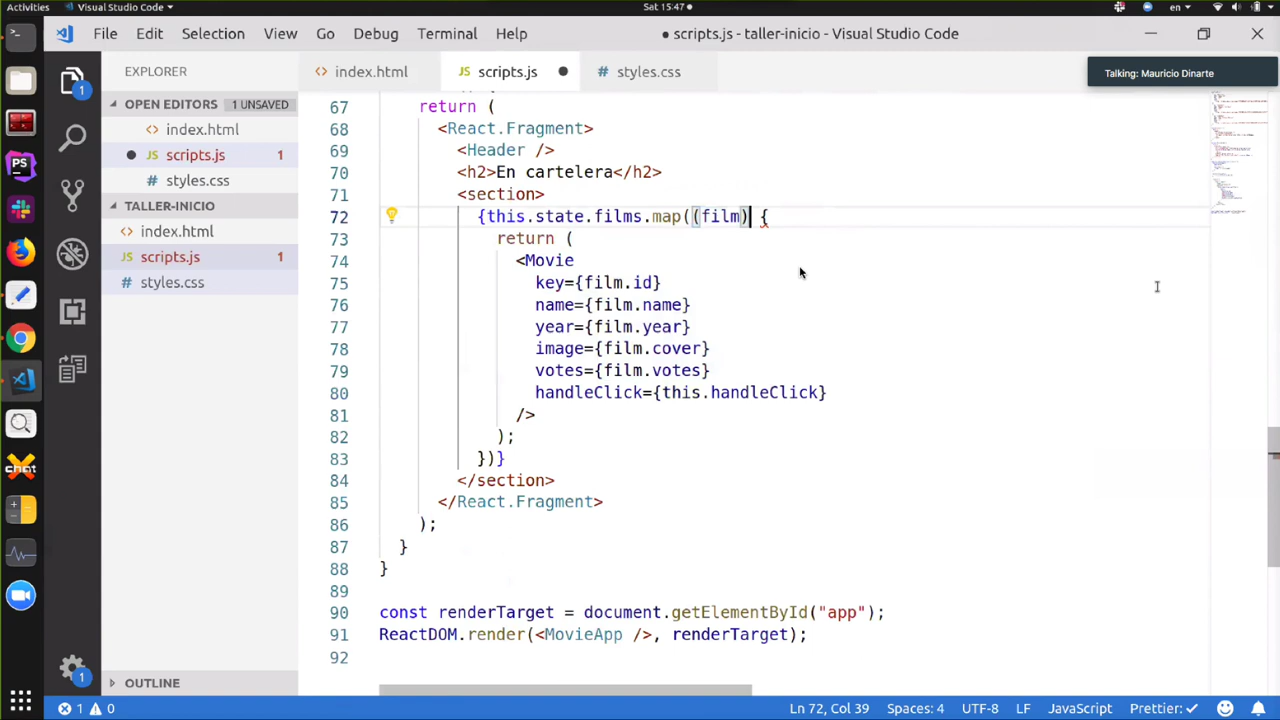 Activities Visual Studio Code Sat 15:47 en
File Edit Selection View Go Debug Terminal Help ● scripts.js - taller-inicio - Visual Studio Code
Talking: Mauricio Dinarte
EXPLORER
OPEN EDITORS 1 UNSAVED
index.html
scripts.js 1
styles.css
TALLER-INICIO
index.html
scripts.js 1
styles.css
OUTLINE
index.html scripts.js styles.css
67 return (
68 <React.Fragment>
69 <Header />
70 <h2>En cartelera</h2>
71 <section>
72 {this.state.films.map((film) {
73 return (
74 <Movie
75 key={film.id}
76 name={film.name}
77 year={film.year}
78 image={film.cover}
79 votes={film.votes}
80 handleClick={this.handleClick}
81 />
82 );
83 })}
84 </section>
85 </React.Fragment>
86 );
87 }
88 }
89
90 const renderTarget = document.getElementById("app");
91 ReactDOM.render(<MovieApp />, renderTarget);
92
1
PS
chat
1
1 0 Ln 72, Col 39 Spaces: 4 UTF-8 LF JavaScript Prettier: ✓